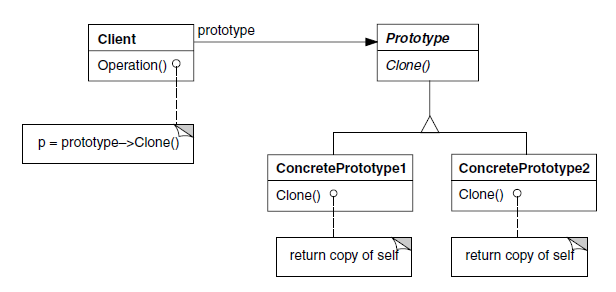 Client
Operation()
prototype
Prototype
Clone()
p = prototype–>Clone()
ConcretePrototype1
Clone()
ConcretePrototype2
Clone()
return copy of self
return copy of self